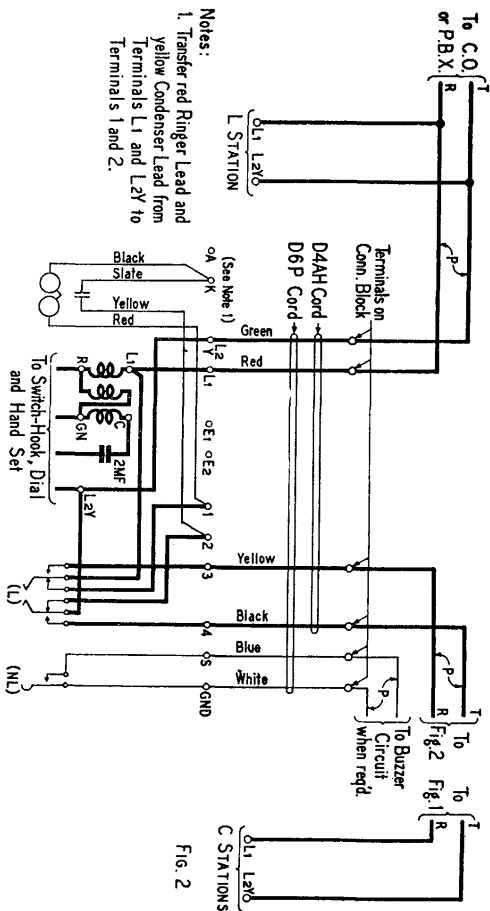 To C.O.
or P.B.X.
T
R
L1 L2Y
L STATION
P
Notes:
1. Transfer red Ringer Lead and
yellow Condenser Lead from
Terminals L1 and L2Y to
Terminals 1 and 2.
Terminals on
Conn. Block
D4AH Cord
D6P Cord
(See Note 1)
A
K
Black
Slate
Yellow
Red
Green
Red
L2
Y
L1
E1
E2
1
2
3
4
S
GND
Yellow
Black
Blue
White
L1
R
C
GN
2MF
L2Y
To Switch-Hook, Dial
and Hand Set
(L)
(NL)
P
T
R
To
Fig.2
P
To Buzzer
Circuit
when req'd.
To
Fig.1
T
R
L1 L2Y
C STATIONS
FIG. 2